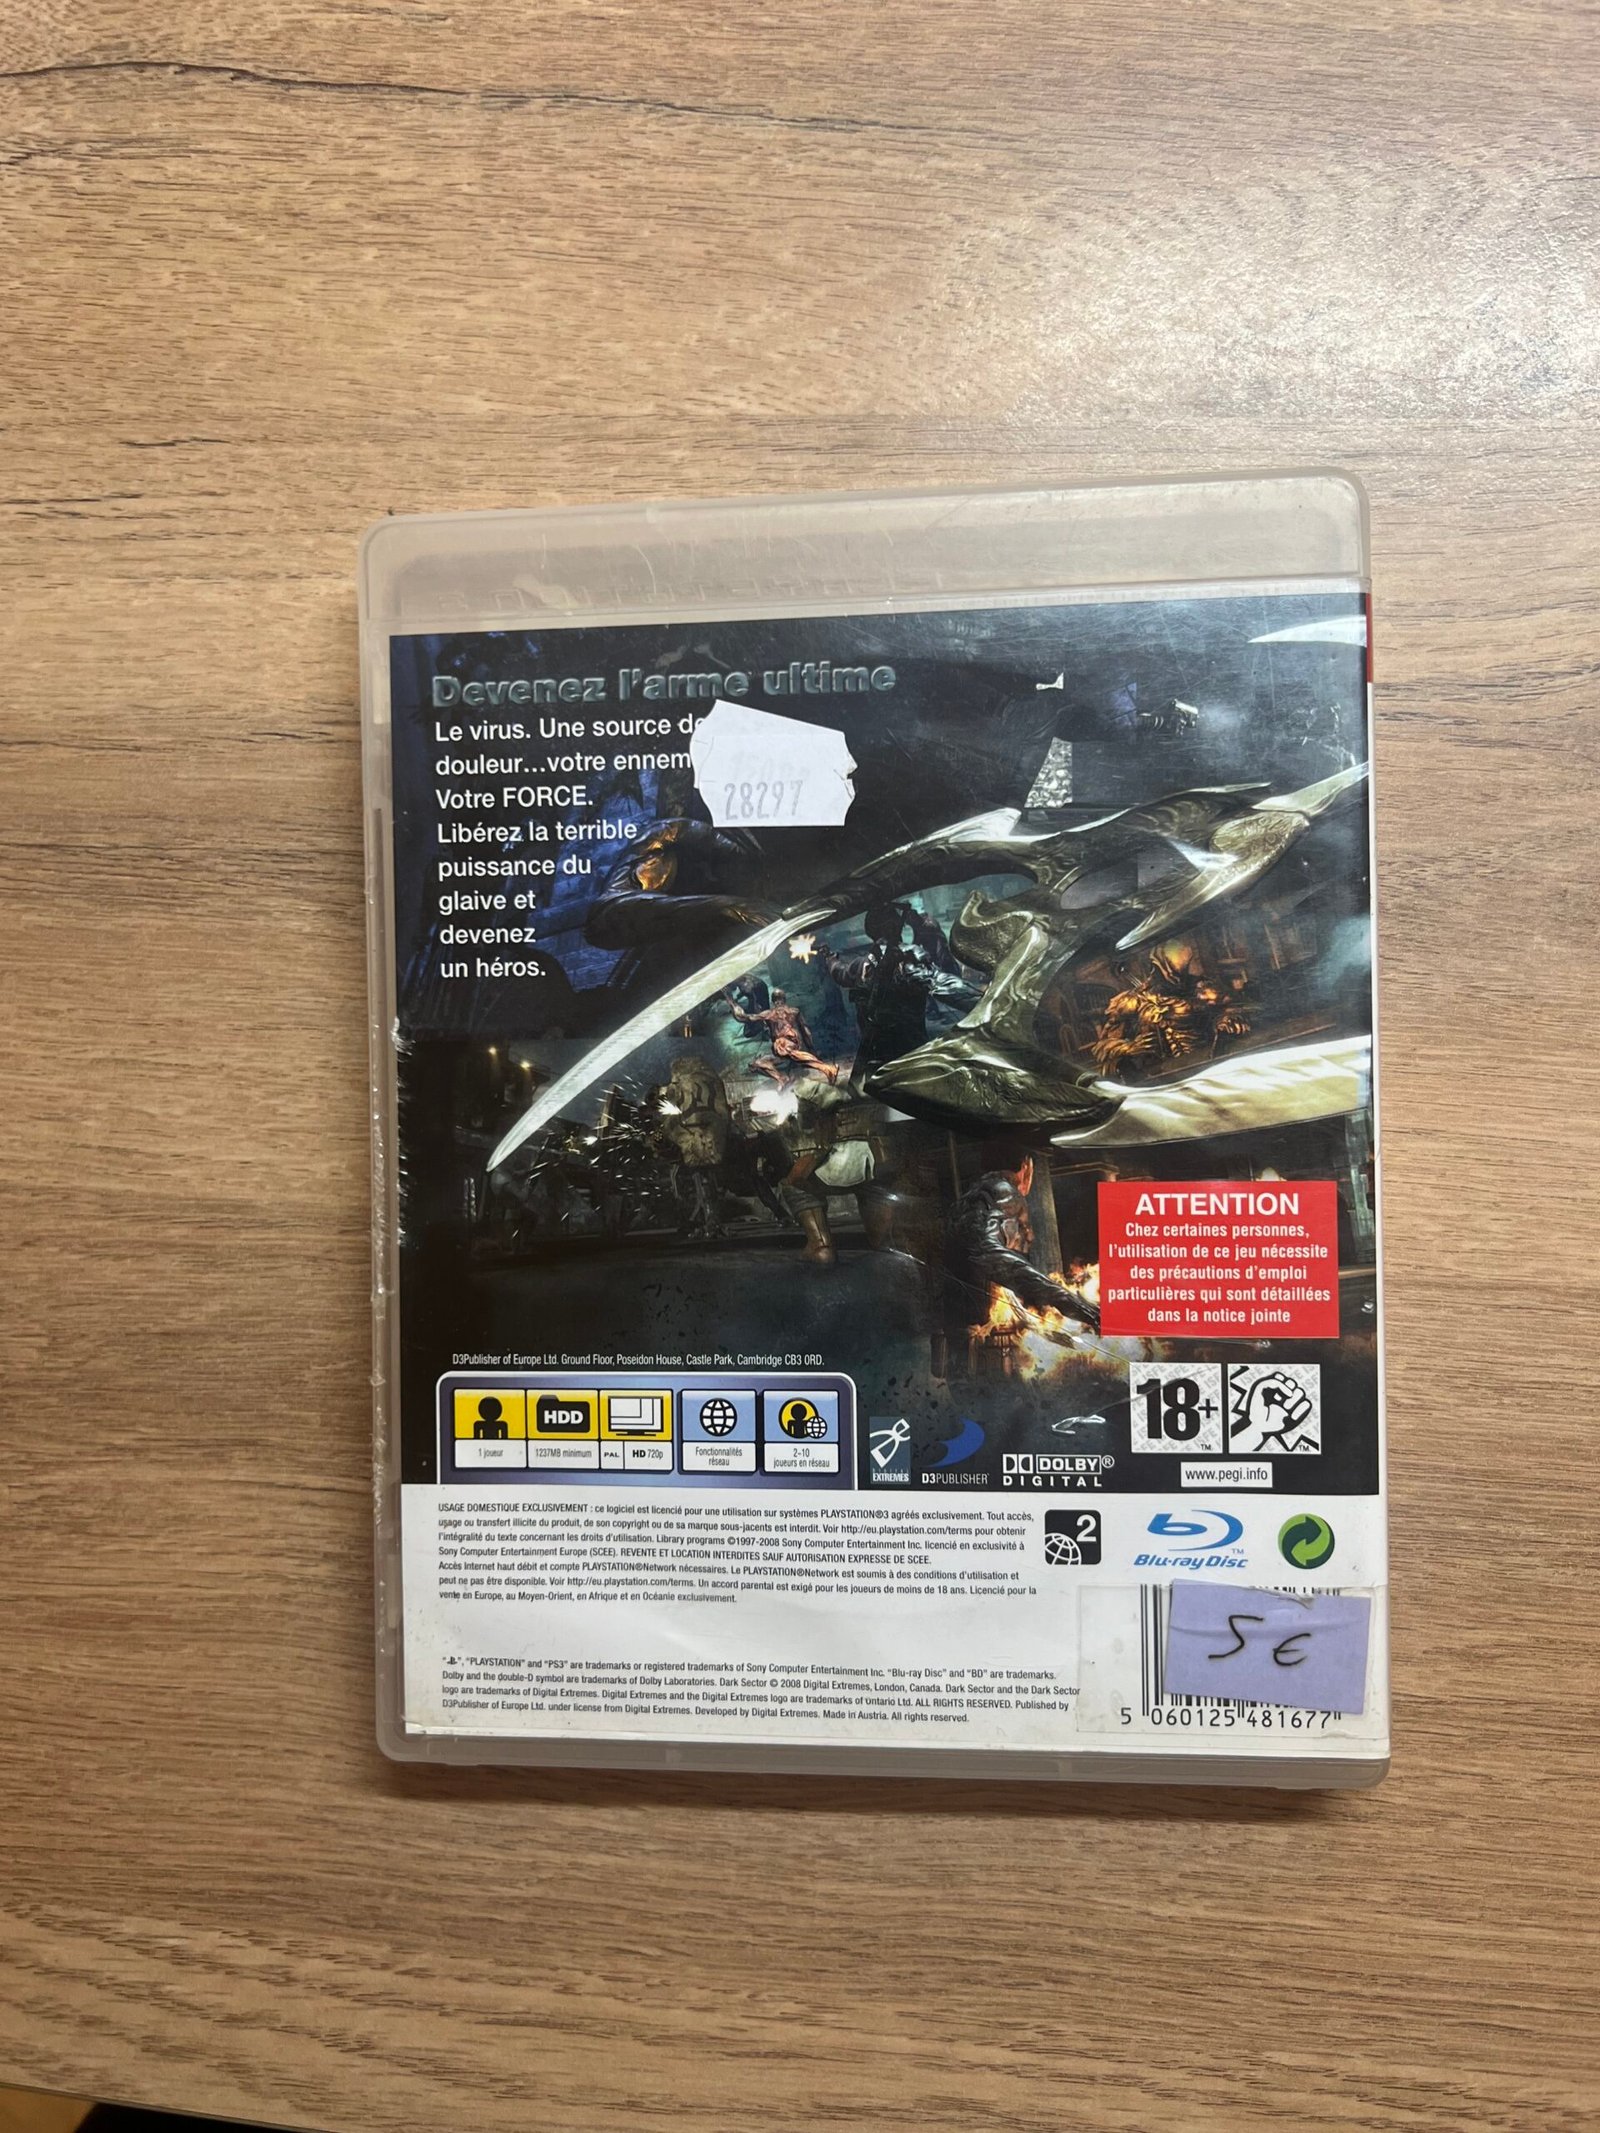 Devenez l'arme ultime
Le virus. Une source de
douleur...votre ennem
Votre FORCE.
Libérez la terrible
puissance du
glaive et
devenez
un héros.
28297
ATTENTION
Chez certaines personnes,
l'utilisation de ce jeu nécessite
des précautions d'emploi
particulières qui sont détaillées
dans la notice jointe
D3Publisher of Europe Ltd. Ground Floor, Poseidon House, Castle Park, Cambridge CB3 0RD.
HDD
1 joueur
1237MB minimum
PAL
HD 720p
Fonctionnalités
réseau
2-10
joueurs en réseau
DIGITAL
EXTREMES
D3PUBLISHER
DOLBY®
DIGITAL
18+™
www.pegi.info
USAGE DOMESTIQUE EXCLUSIVEMENT : ce logiciel est licencié pour une utilisation sur systèmes PLAYSTATION®3 agréés exclusivement. Tout accès,
usage ou transfert illicite du produit, de son copyright ou de sa marque sous-jacents est interdit. Voir http://eu.playstation.com/terms pour obtenir
l'intégralité du texte concernant les droits d'utilisation. Library programs ©1997-2008 Sony Computer Entertainment Inc. licencié en exclusivité à
Sony Computer Entertainment Europe (SCEE). REVENTE ET LOCATION INTERDITES SAUF AUTORISATION EXPRESSE DE SCEE.
Accès Internet haut débit et compte PLAYSTATION®Network nécessaires. Le PLAYSTATION®Network est soumis à des conditions d'utilisation et
peut ne pas être disponible. Voir http://eu.playstation.com/terms. Un accord parental est exigé pour les joueurs de moins de 18 ans. Licencié pour la
vente en Europe, au Moyen-Orient, en Afrique et en Océanie exclusivement.
2
Blu-ray Disc™
5 €
"PS", "PLAYSTATION" and "PS3" are trademarks or registered trademarks of Sony Computer Entertainment Inc. "Blu-ray Disc" and "BD" are trademarks.
Dolby and the double-D symbol are trademarks of Dolby Laboratories. Dark Sector © 2008 Digital Extremes, London, Canada. Dark Sector and the Dark Sector
logo are trademarks of Digital Extremes. Digital Extremes and the Digital Extremes logo are trademarks of Ontario Ltd. ALL RIGHTS RESERVED. Published by
D3Publisher of Europe Ltd. under license from Digital Extremes. Developed by Digital Extremes. Made in Austria. All rights reserved.
5 060125 481677